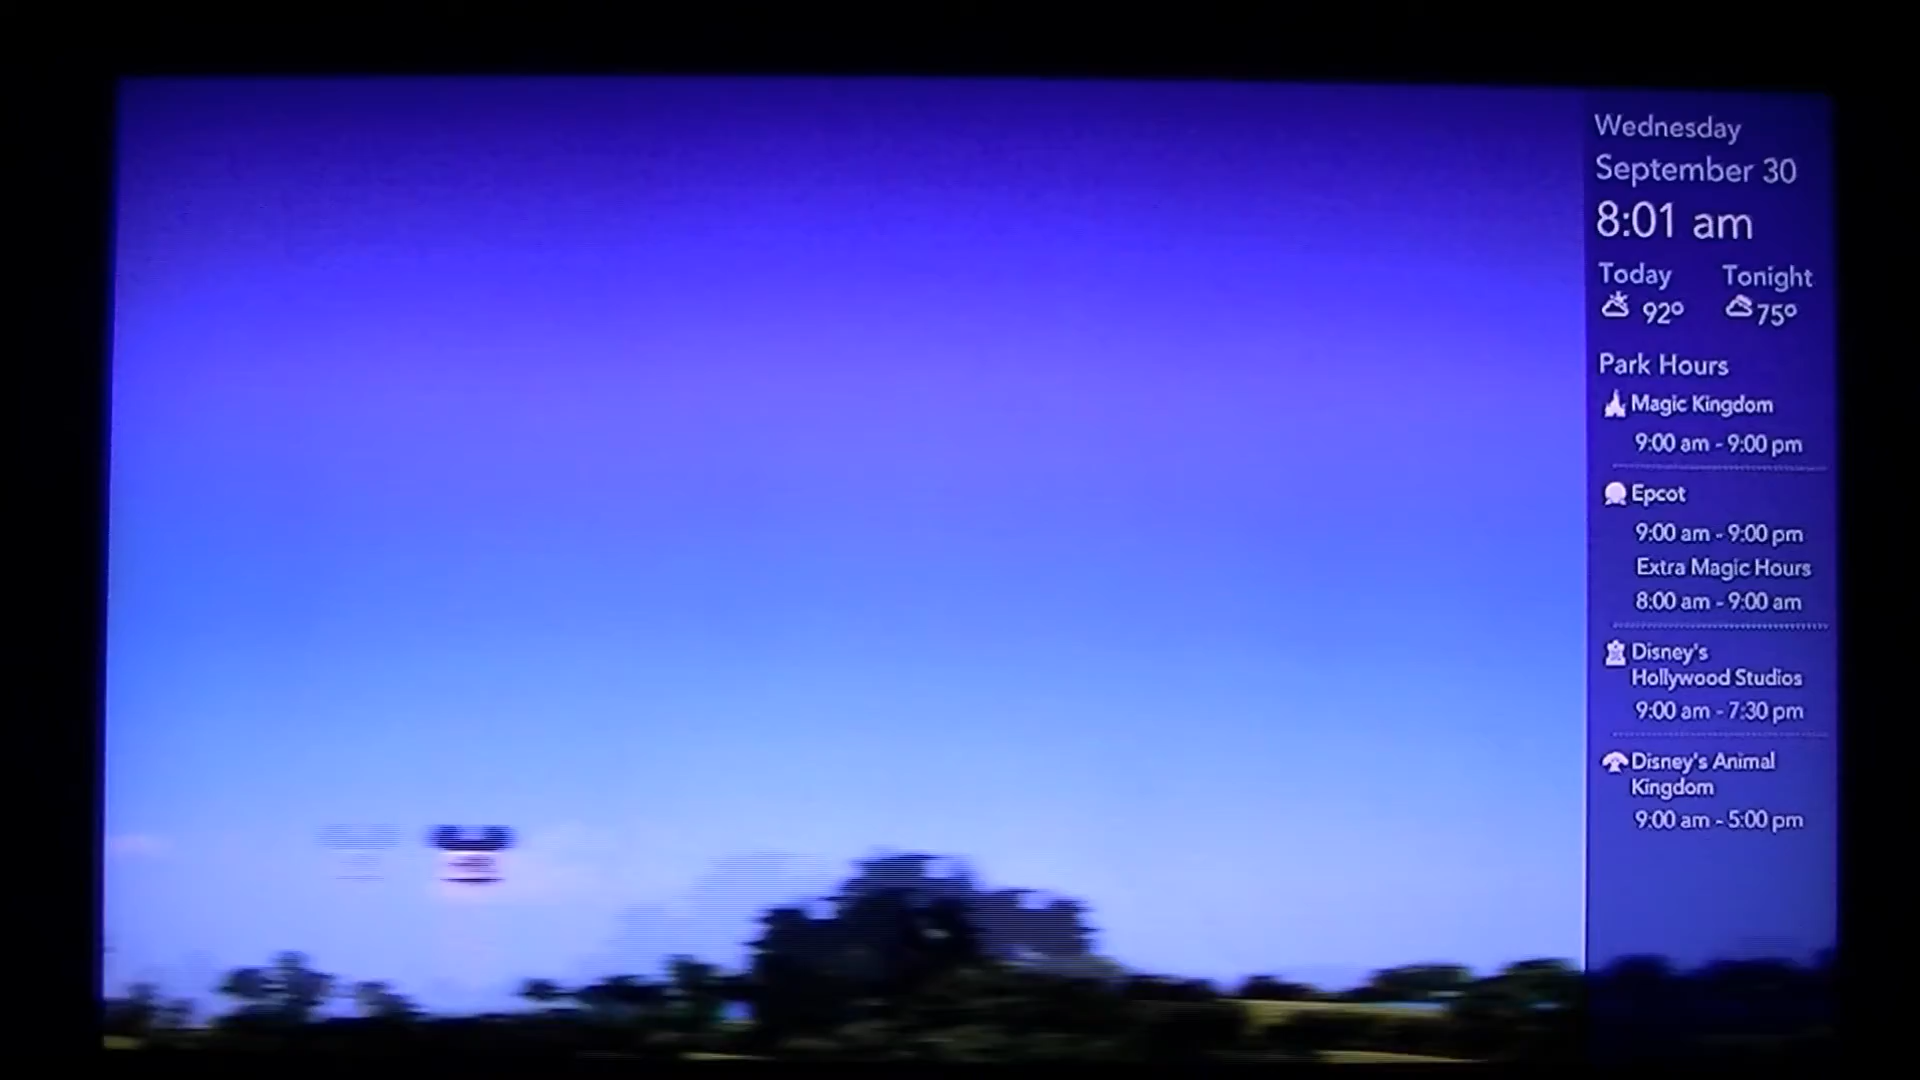 Wednesday
September 30
8:01 am
Today Tonight
92° 75°
Park Hours
Magic Kingdom
9:00 am - 9:00 pm
Epcot
9:00 am - 9:00 pm
Extra Magic Hours
8:00 am - 9:00 am
Disney's
Hollywood Studios
9:00 am - 7:30 pm
Disney's Animal
Kingdom
9:00 am - 5:00 pm